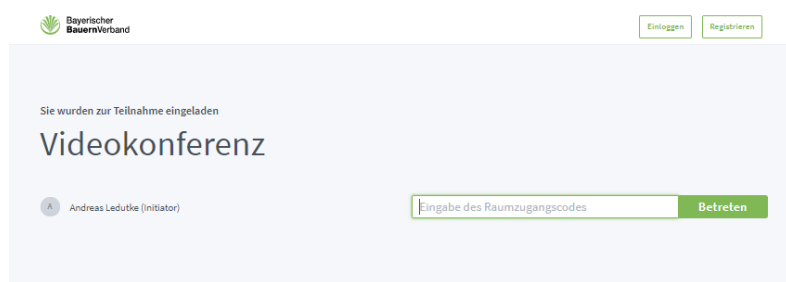 Bayerischer
BauernVerband
Einloggen
Registrieren
Sie wurden zur Teilnahme eingeladen
Videokonferenz
A
Andreas Ledutke (Initiator)
Eingabe des Raumzugangscodes
Betreten